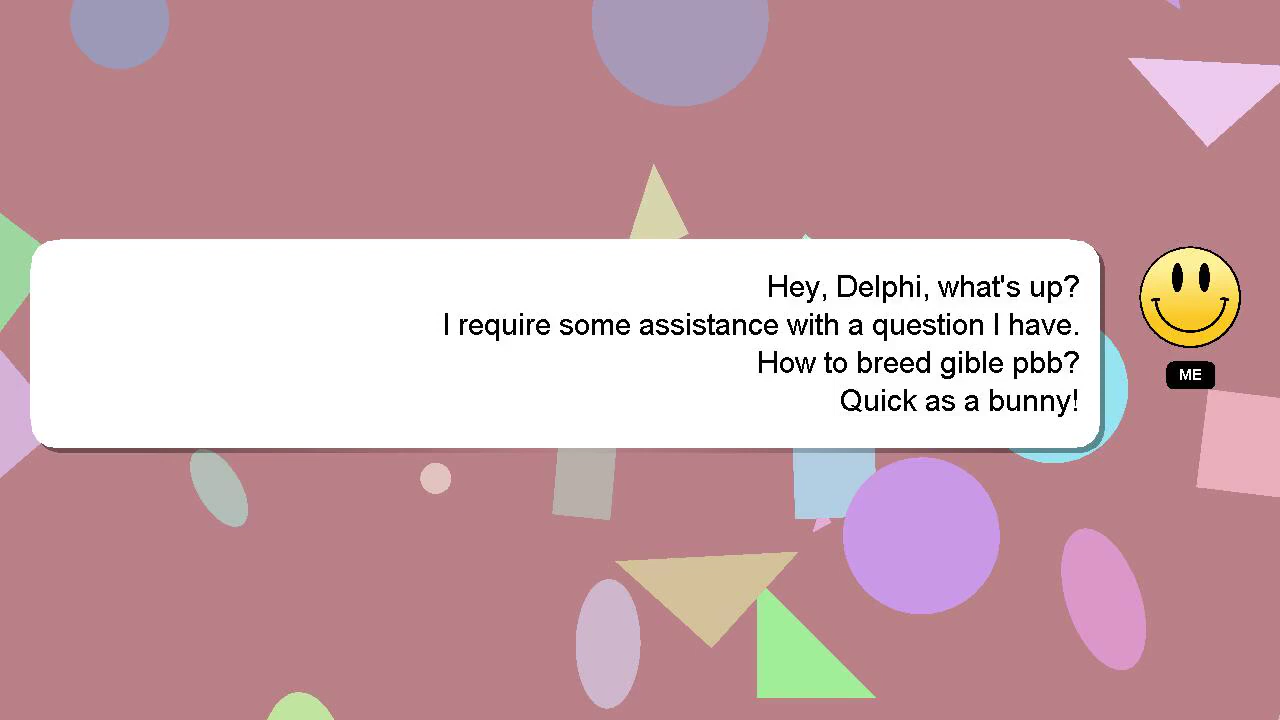 Hey, Delphi, what's up?
I require some assistance with a question I have.
How to breed gible pbb?
Quick as a bunny!
ME